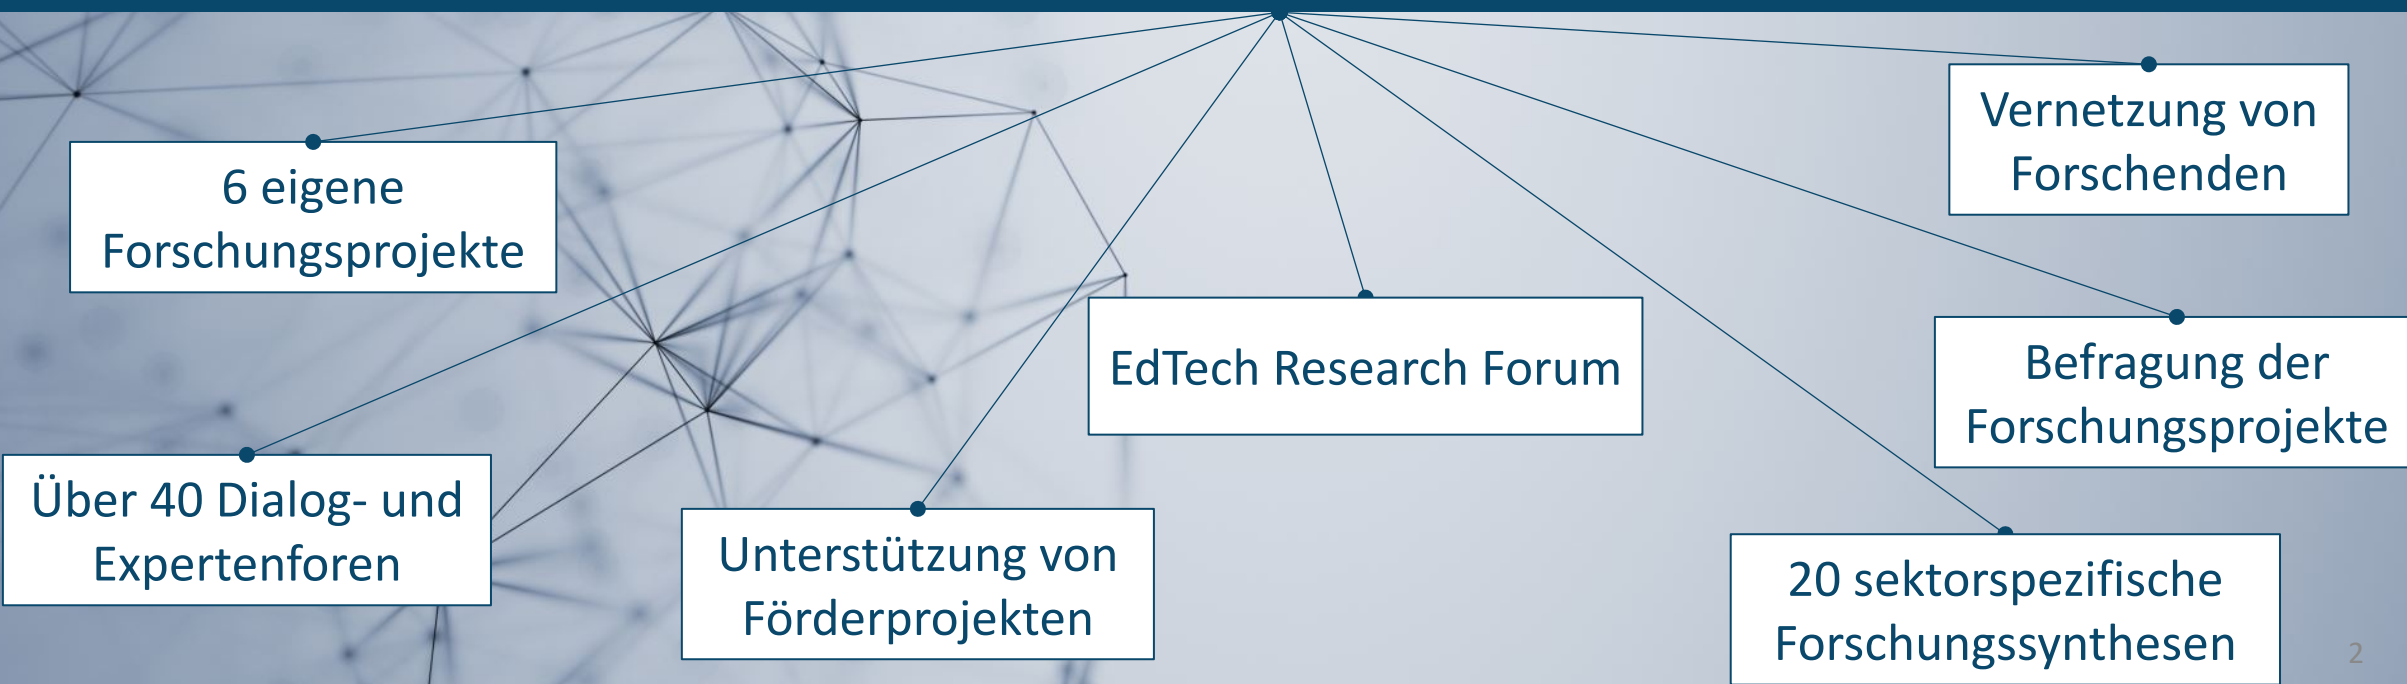 Vernetzung von
Forschenden
6 eigene
Forschungsprojekte
EdTech Research Forum
Befragung der
Forschungsprojekte
Über 40 Dialog- und
Expertenforen
Unterstützung von
Förderprojekten
20 sektorspezifische
Forschungssynthesen
2